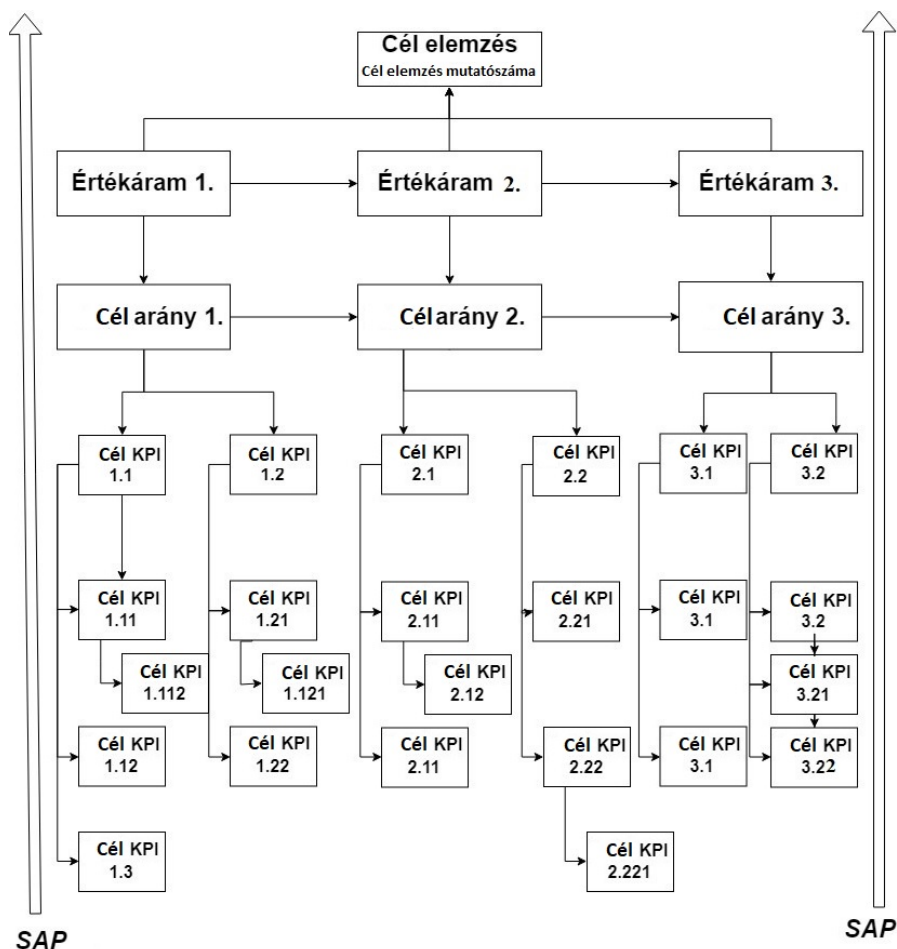 Cél elemzés
Cél elemzés mutatószáma
Értékáram 1.
Értékáram 2.
Értékáram 3.
Cél arány 1.
Cél arány 2.
Cél arány 3.
Cél KPI
1.1
Cél KPI
1.2
Cél KPI
2.1
Cél KPI
2.2
Cél KPI
3.1
Cél KPI
3.2
Cél KPI
1.11
Cél KPI
1.21
Cél KPI
2.11
Cél KPI
2.21
Cél KPI
3.1
Cél KPI
3.2
Cél KPI
1.112
Cél KPI
1.121
Cél KPI
2.12
Cél KPI
3.21
Cél KPI
1.12
Cél KPI
1.22
Cél KPI
2.11
Cél KPI
2.22
Cél KPI
3.1
Cél KPI
3.22
Cél KPI
1.3
Cél KPI
2.221
SAP
SAP